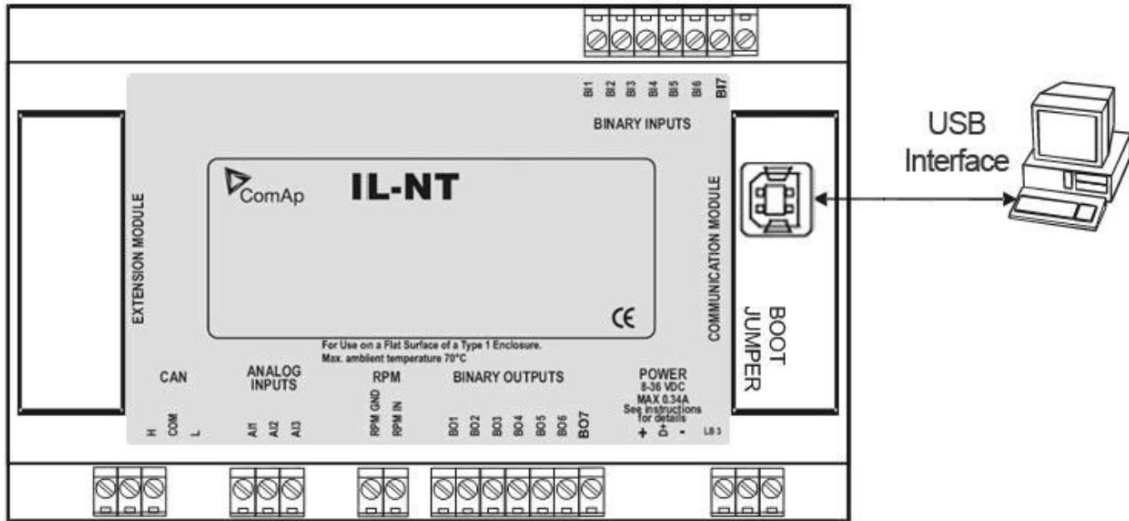 BI1
BI2
BI3
BI4
BI5
BI6
BI7
BINARY INPUTS
USB
Interface
ComAp
IL-NT
EXTENSION MODULE
COMMUNICATION MODULE
BOOT
JUMPER
CE
For Use on a Flat Surface of a Type 1 Enclosure.
Max. ambient temperature 70°C
CAN
H
COM
L
ANALOG
INPUTS
AI1
AI2
AI3
RPM
RPM GND
RPM IN
BINARY OUTPUTS
BO1
BO2
BO3
BO4
BO5
BO6
BO7
POWER
8-36 VDC
MAX 0.34A
See instructions
for details
+
D+
-
LB 3